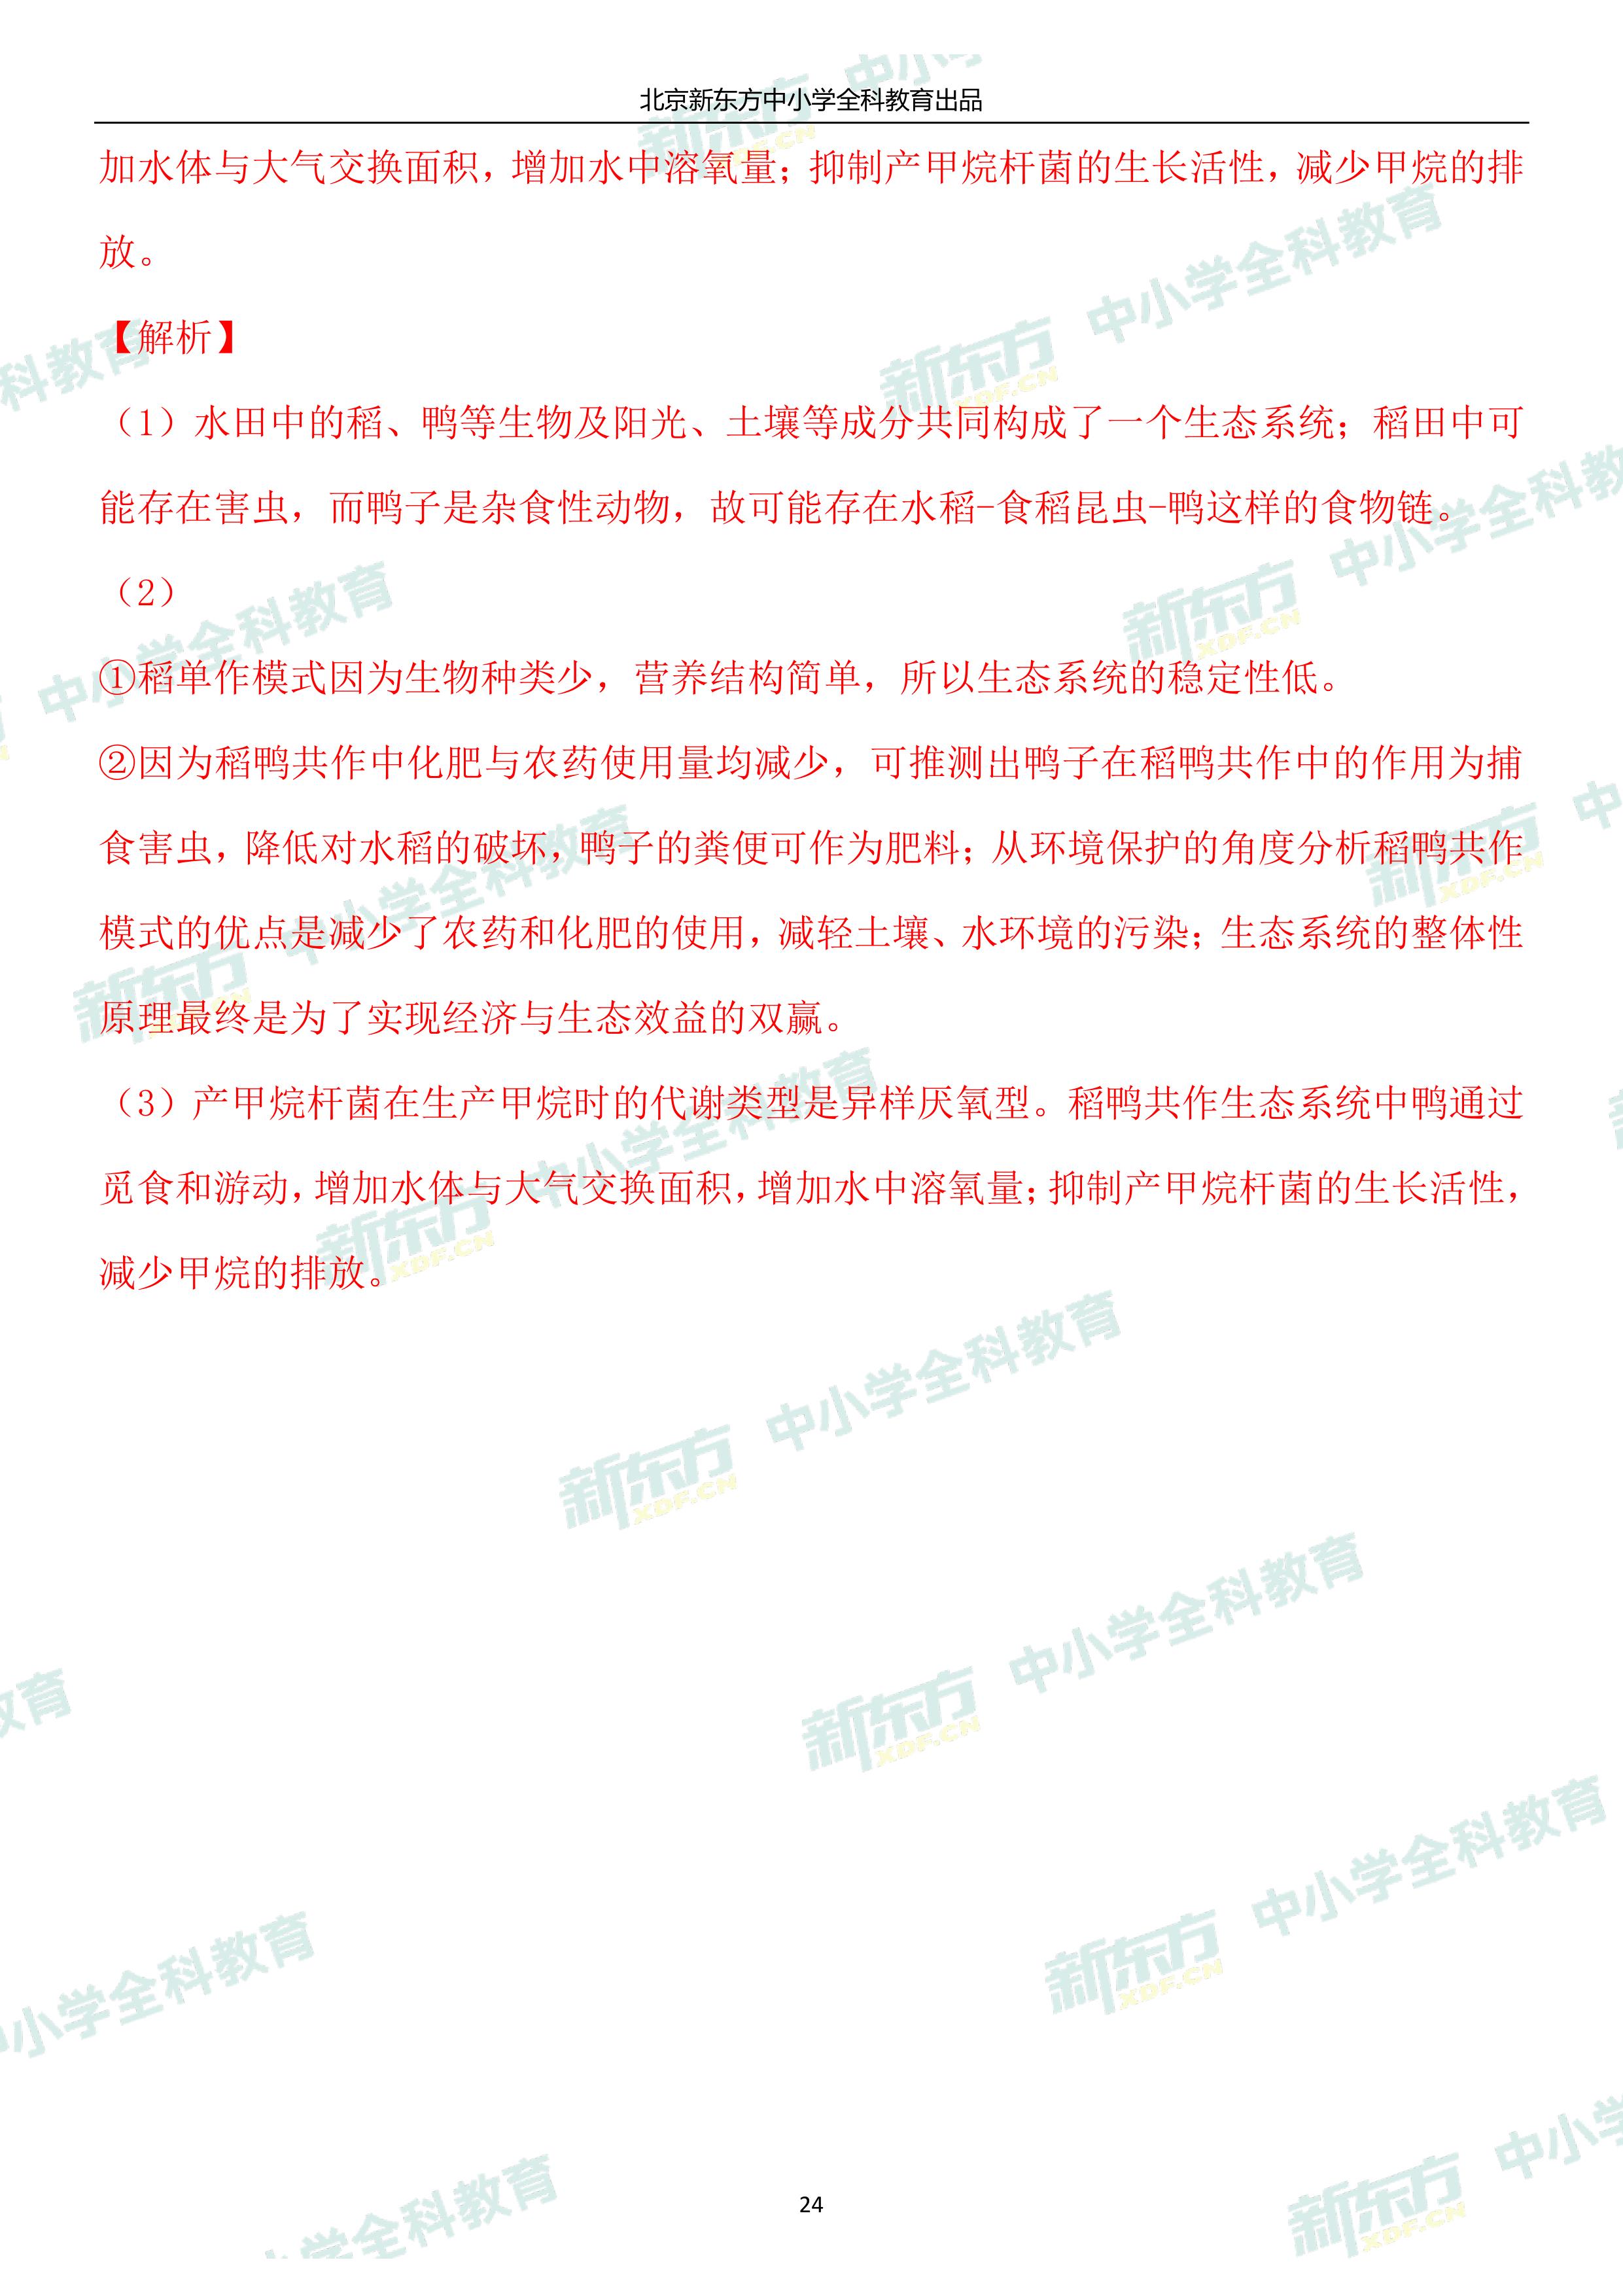 北京新东方中小学全科教育出品
加水体与大气交换面积，增加水中溶氧量；抑制产甲烷杆菌的生长活性，减少甲烷的排
放。
【解析】
（1）水田中的稻、鸭等生物及阳光、土壤等成分共同构成了一个生态系统；稻田中可
能存在害虫，而鸭子是杂食性动物，故可能存在水稻-食稻昆虫-鸭这样的食物链。
（2）
①稻单作模式因为生物种类少，营养结构简单，所以生态系统的稳定性低。
②因为稻鸭共作中化肥与农药使用量均减少，可推测出鸭子在稻鸭共作中的作用为捕
食害虫，降低对水稻的破坏，鸭子的粪便可作为肥料；从环境保护的角度分析稻鸭共作
模式的优点是减少了农药和化肥的使用，减轻土壤、水环境的污染；生态系统的整体性
原理最终是为了实现经济与生态效益的双赢。
（3）产甲烷杆菌在生产甲烷时的代谢类型是异样厌氧型。稻鸭共作生态系统中鸭通过
觅食和游动，增加水体与大气交换面积，增加水中溶氧量；抑制产甲烷杆菌的生长活性，
减少甲烷的排放。
24